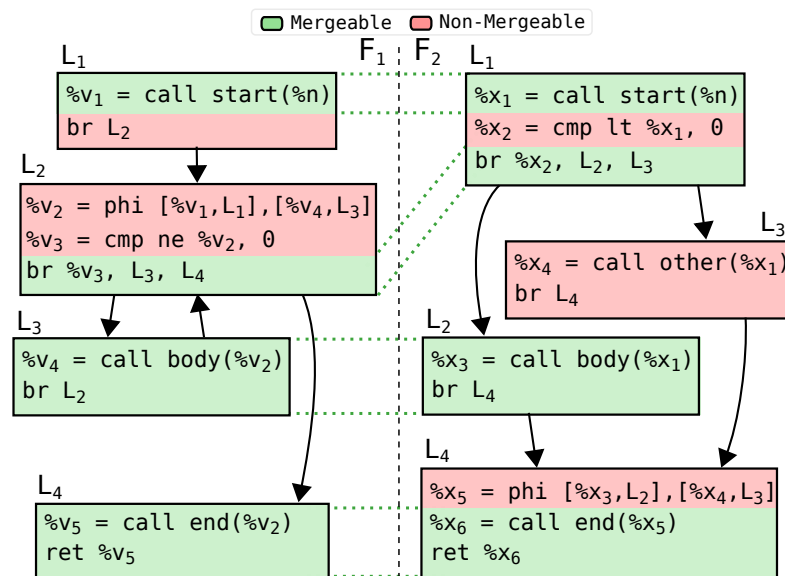 Mergeable Non-Mergeable
F1 F2
L1
%v1 = call start(%n)
br L2
L2
%v2 = phi [%v1,L1],[%v4,L3]
%v3 = cmp ne %v2, 0
br %v3, L3, L4
L3
%v4 = call body(%v2)
br L2
L4
%v5 = call end(%v2)
ret %v5
L1
%x1 = call start(%n)
%x2 = cmp lt %x1, 0
br %x2, L2, L3
L3
%x4 = call other(%x1)
br L4
L2
%x3 = call body(%x1)
br L4
L4
%x5 = phi [%x3,L2],[%x4,L3]
%x6 = call end(%x5)
ret %x6